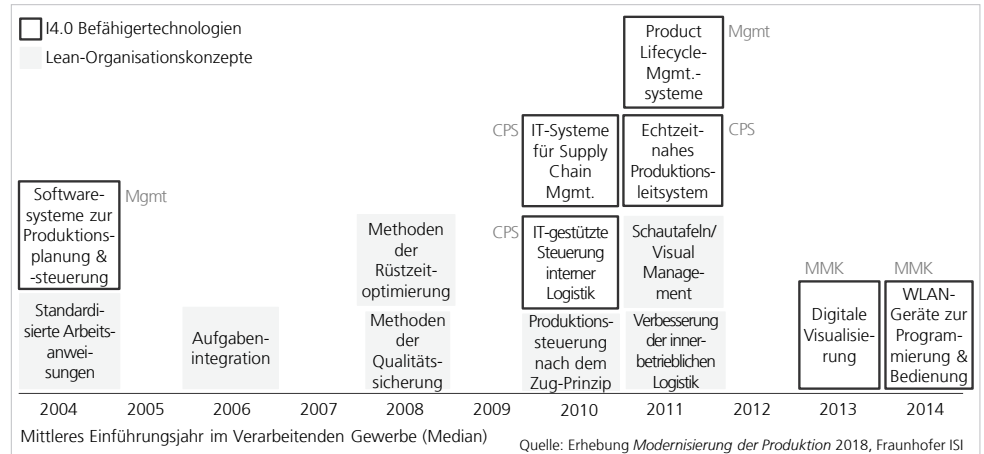 I4.0 Befähigertechnologien
Lean-Organisationskonzepte
Product
Lifecycle-
Mgmt.-
systeme
Mgmt
CPS
IT-Systeme
für Supply
Chain
Mgmt.
Echtzeit-
nahes
Produktions-
leitsystem
CPS
Software-
systeme zur
Produktions-
planung &
-steuerung
Mgmt
Methoden
der
Rüstzeit-
optimierung
CPS
IT-gestützte
Steuerung
interner
Logistik
Schautafeln/
Visual
Manage-
ment
MMK
MMK
Standardi-
sierte Arbeits-
anwei-
sungen
Aufgaben-
integration
Methoden
der
Qualitäts-
sicherung
Produktions-
steuerung
nach dem
Zug-Prinzip
Verbesserung
der inner-
betrieblichen
Logistik
Digitale
Visualisie-
rung
WLAN-
Geräte zur
Program-
mierung &
Bedienung
2004 2005 2006 2007 2008 2009 2010 2011 2012 2013 2014
Mittleres Einführungsjahr im Verarbeitenden Gewerbe (Median)
Quelle: Erhebung Modernisierung der Produktion 2018, Fraunhofer ISI